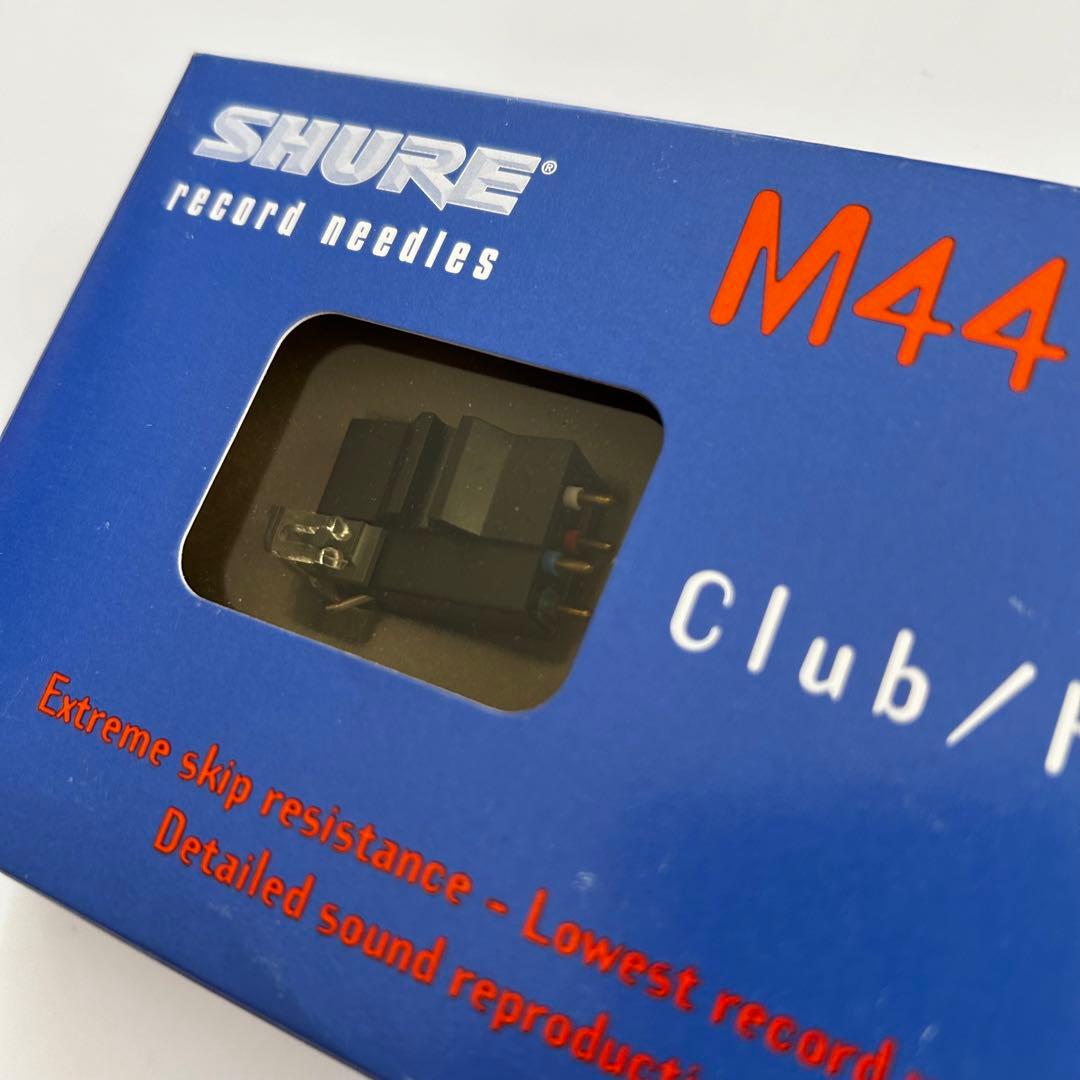 SHURE®
record needles
M44
Club/
Extreme skip resistance - Lowest record
Detailed sound